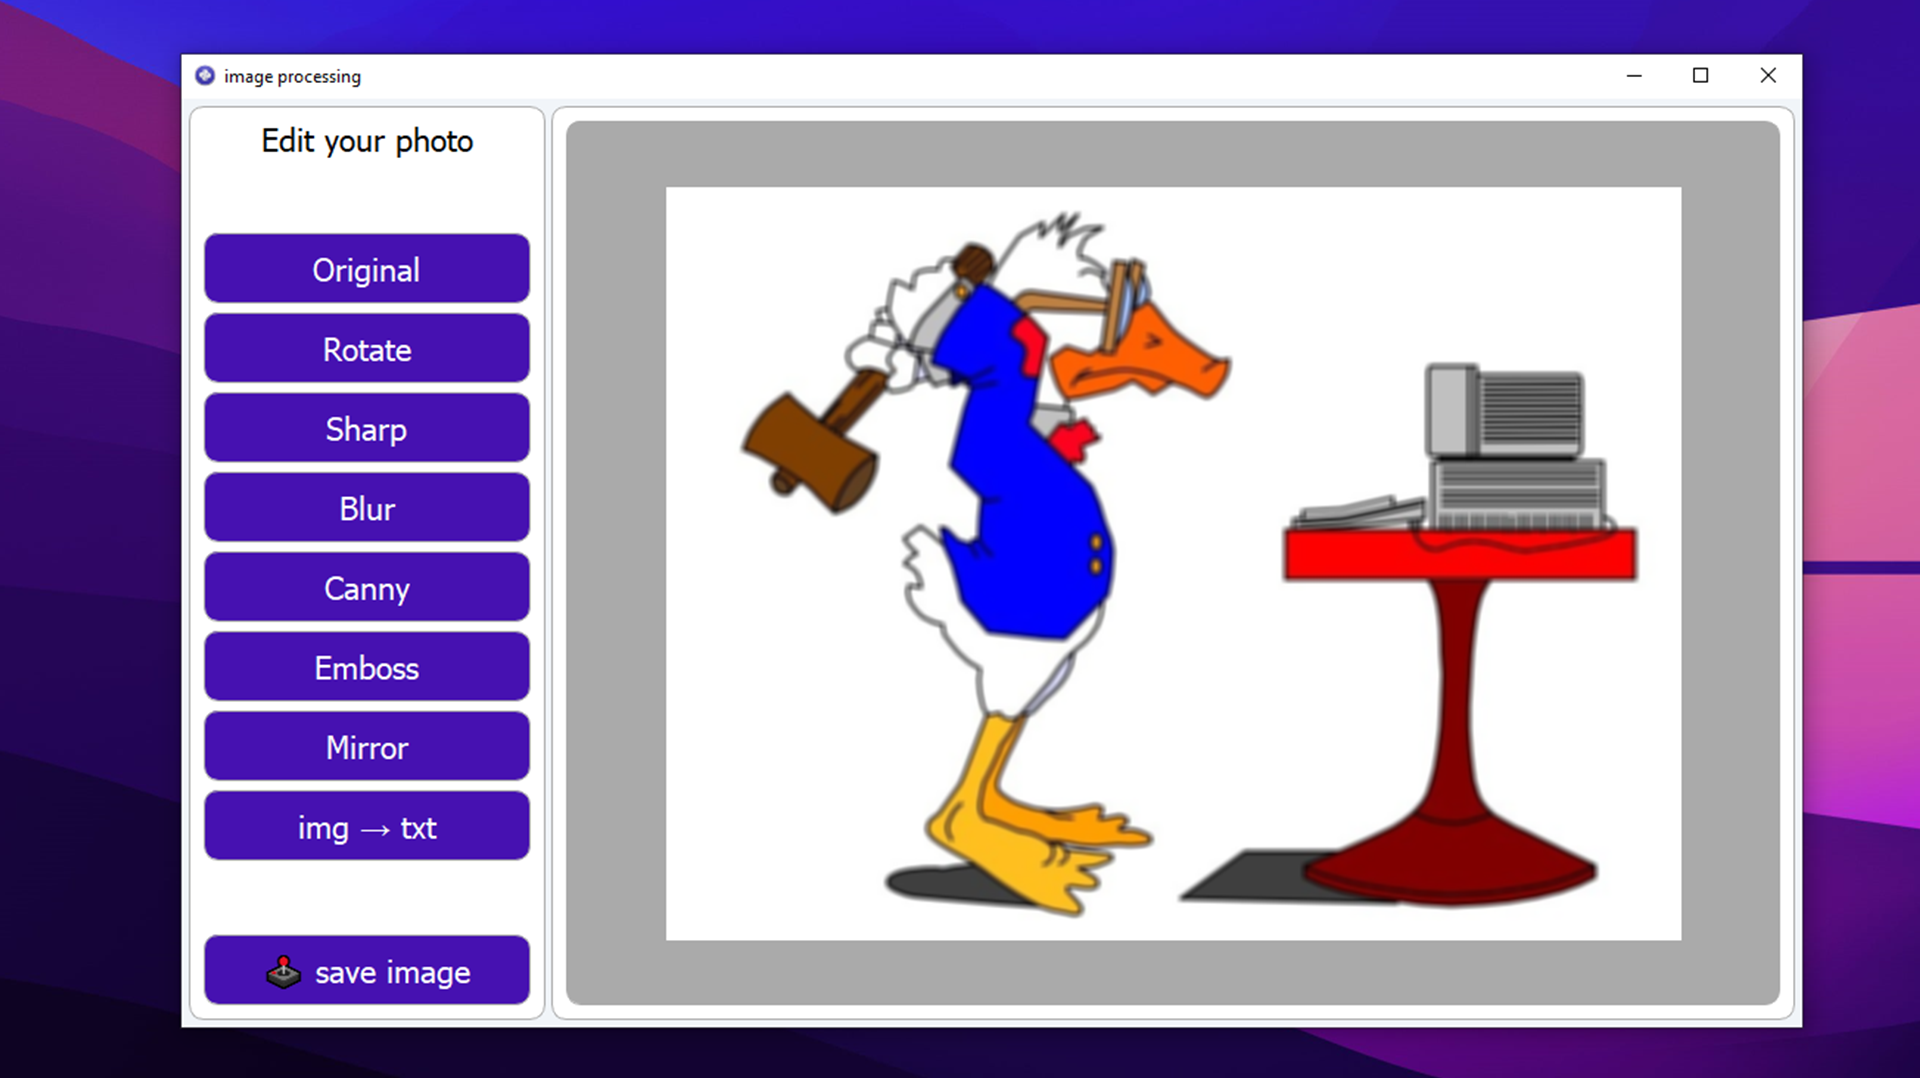 image processing
Edit your photo
Original
Rotate
Sharp
Blur
Canny
Emboss
Mirror
img → txt
save image